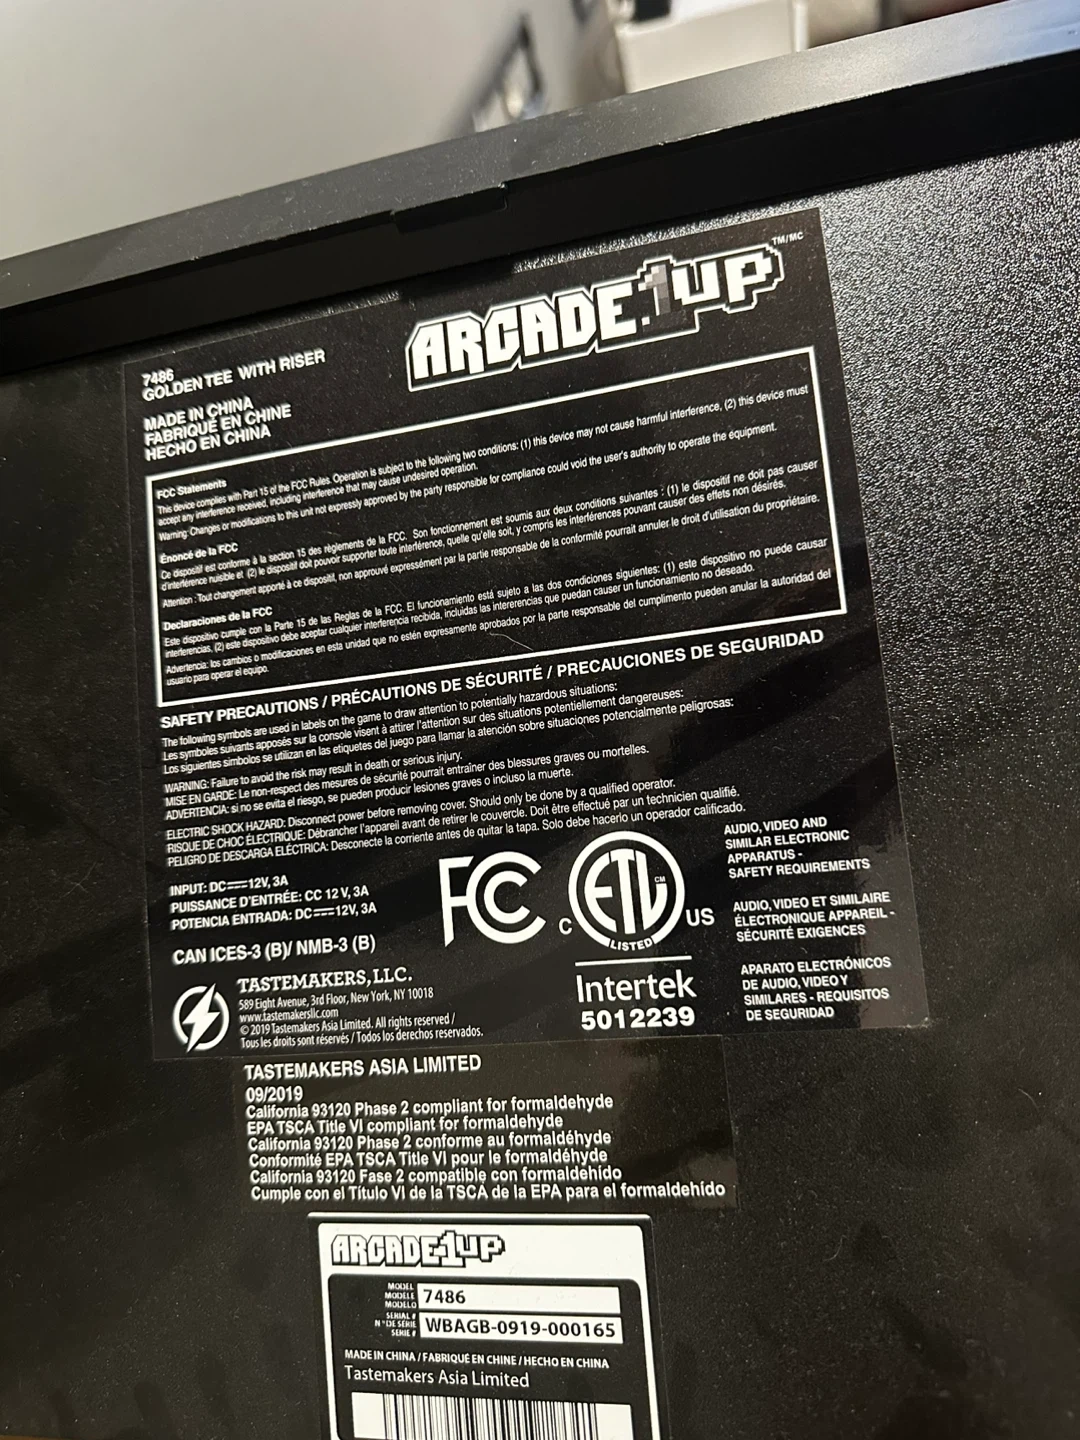 ARCADE1UP TM/MC
7486
GOLDEN TEE WITH RISER
MADE IN CHINA
FABRIQUÉ EN CHINE
HECHO EN CHINA
FCC Statements
This device complies with Part 15 of the FCC Rules. Operation is subject to the following two conditions: (1) this device may not cause harmful interference, (2) this device must
accept any interference received, including interference that may cause undesired operation.
Warning: Changes or modifications to this unit not expressly approved by the party responsible for compliance could void the user's authority to operate the equipment.
Énoncé de la FCC
Ce dispositif est conforme à la section 15 des règlements de la FCC. Son fonctionnement est soumis aux deux conditions suivantes : (1) le dispositif ne doit pas causer
d'interférence nuisible et (2) le dispositif doit pouvoir supporter toute interférence, quelle qu'elle soit, y compris les interférences pouvant causer des effets non désirés.
Attention : Tout changement apporté à ce dispositif, non approuvé expressément par la partie responsable de la conformité pourrait annuler le droit d'utilisation du propriétaire.
Declaraciones de la FCC
Este dispositivo cumple con la Parte 15 de las Reglas de la FCC. El funcionamiento está sujeto a las dos condiciones siguientes: (1) este dispositivo no puede causar
interferencias, (2) este dispositivo debe aceptar cualquier interferencia recibida, incluidas las intererencias que puedan causar un funcionamiento no deseado.
Advertencia: los cambios o modificaciones en esta unidad que no estén expresamente aprobados por la parte responsable del cumplimiento pueden anular la autoridad del
usuario para operar el equipo.
SAFETY PRECAUTIONS / PRÉCAUTIONS DE SÉCURITÉ / PRECAUCIONES DE SEGURIDAD
The following symbols are used in labels on the game to draw attention to potentially hazardous situations:
Les symboles suivants apposés sur la console visent à attirer l'attention sur des situations potentiellement dangereuses:
Los siguientes símbolos se utilizan en las etiquetas del juego para llamar la atención sobre situaciones potencialmente peligrosas:
WARNING: Failure to avoid the risk may result in death or serious injury.
MISE EN GARDE: Le non-respect des mesures de sécurité pourrait entraîner des blessures graves ou mortelles.
ADVERTENCIA: si no se evita el riesgo, se pueden producir lesiones graves o incluso la muerte.
ELECTRIC SHOCK HAZARD: Disconnect power before removing cover. Should only be done by a qualified operator.
RISQUE DE CHOC ÉLECTRIQUE: Débrancher l'appareil avant de retirer le couvercle. Doit être effectué par un technicien qualifié.
PELIGRO DE DESCARGA ELÉCTRICA: Desconecte la corriente antes de quitar la tapa. Solo debe hacerlo un operador calificado.
INPUT: DC⎓12V, 3A
PUISSANCE D'ENTRÉE: CC 12 V, 3A
POTENCIA ENTRADA: DC⎓12V, 3A
CAN ICES-3 (B)/ NMB-3 (B)
FC
C ETL CM US
LISTED
Intertek
5012239
AUDIO, VIDEO AND
SIMILAR ELECTRONIC
APPARATUS -
SAFETY REQUIREMENTS
AUDIO, VIDEO ET SIMILAIRE
ÉLECTRONIQUE APPAREIL -
SÉCURITÉ EXIGENCES
APARATO ELECTRÓNICOS
DE AUDIO, VIDEO Y
SIMILARES - REQUISITOS
DE SEGURIDAD
TASTEMAKERS, LLC.
589 Eight Avenue, 3rd Floor, New York, NY 10018
www.tastemakersllc.com
© 2019 Tastemakers Asia Limited. All rights reserved /
Tous les droits sont réservés / Todos los derechos reservados.
TASTEMAKERS ASIA LIMITED
09/2019
California 93120 Phase 2 compliant for formaldehyde
EPA TSCA Title VI compliant for formaldehyde
California 93120 Phase 2 conforme au formaldéhyde
Conformité EPA TSCA Title VI pour le formaldéhyde
California 93120 Fase 2 compatible con formaldehído
Cumple con el Título VI de la TSCA de la EPA para el formaldehído
ARCADE1UP
MODEL
MODÈLE
MODELO
7486
SERIAL #
N° DE SÉRIE
SERIE #
WBAGB-0919-000165
MADE IN CHINA / FABRIQUÉ EN CHINE / HECHO EN CHINA
Tastemakers Asia Limited